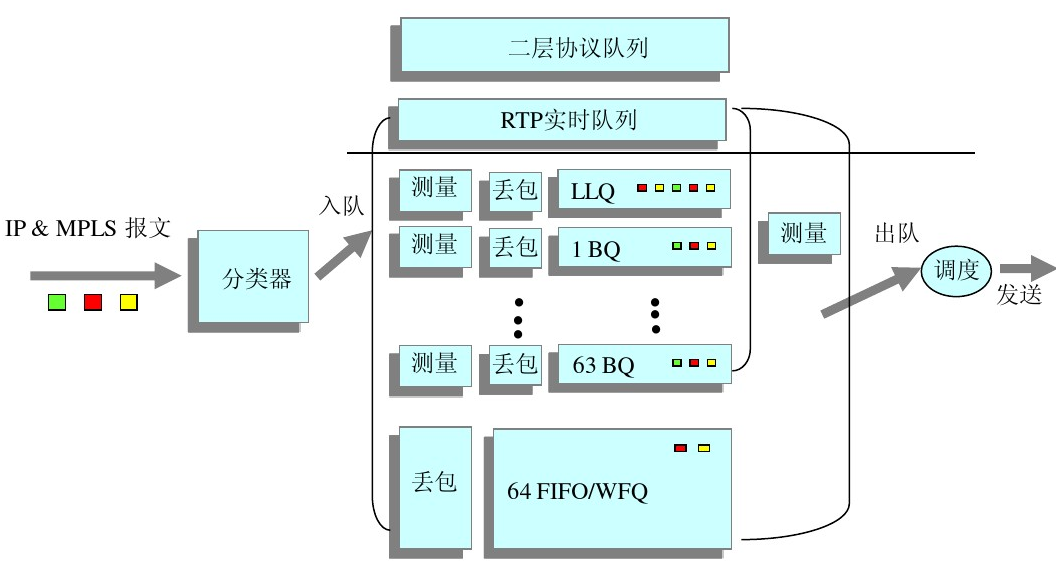 二层协议队列
RTP实时队列
测量 丢包 LLQ
入队
IP & MPLS 报文
测量 丢包 1 BQ
测量
出队
分类器
调度
发送
测量 丢包 63 BQ
丢包
64 FIFO/WFQ